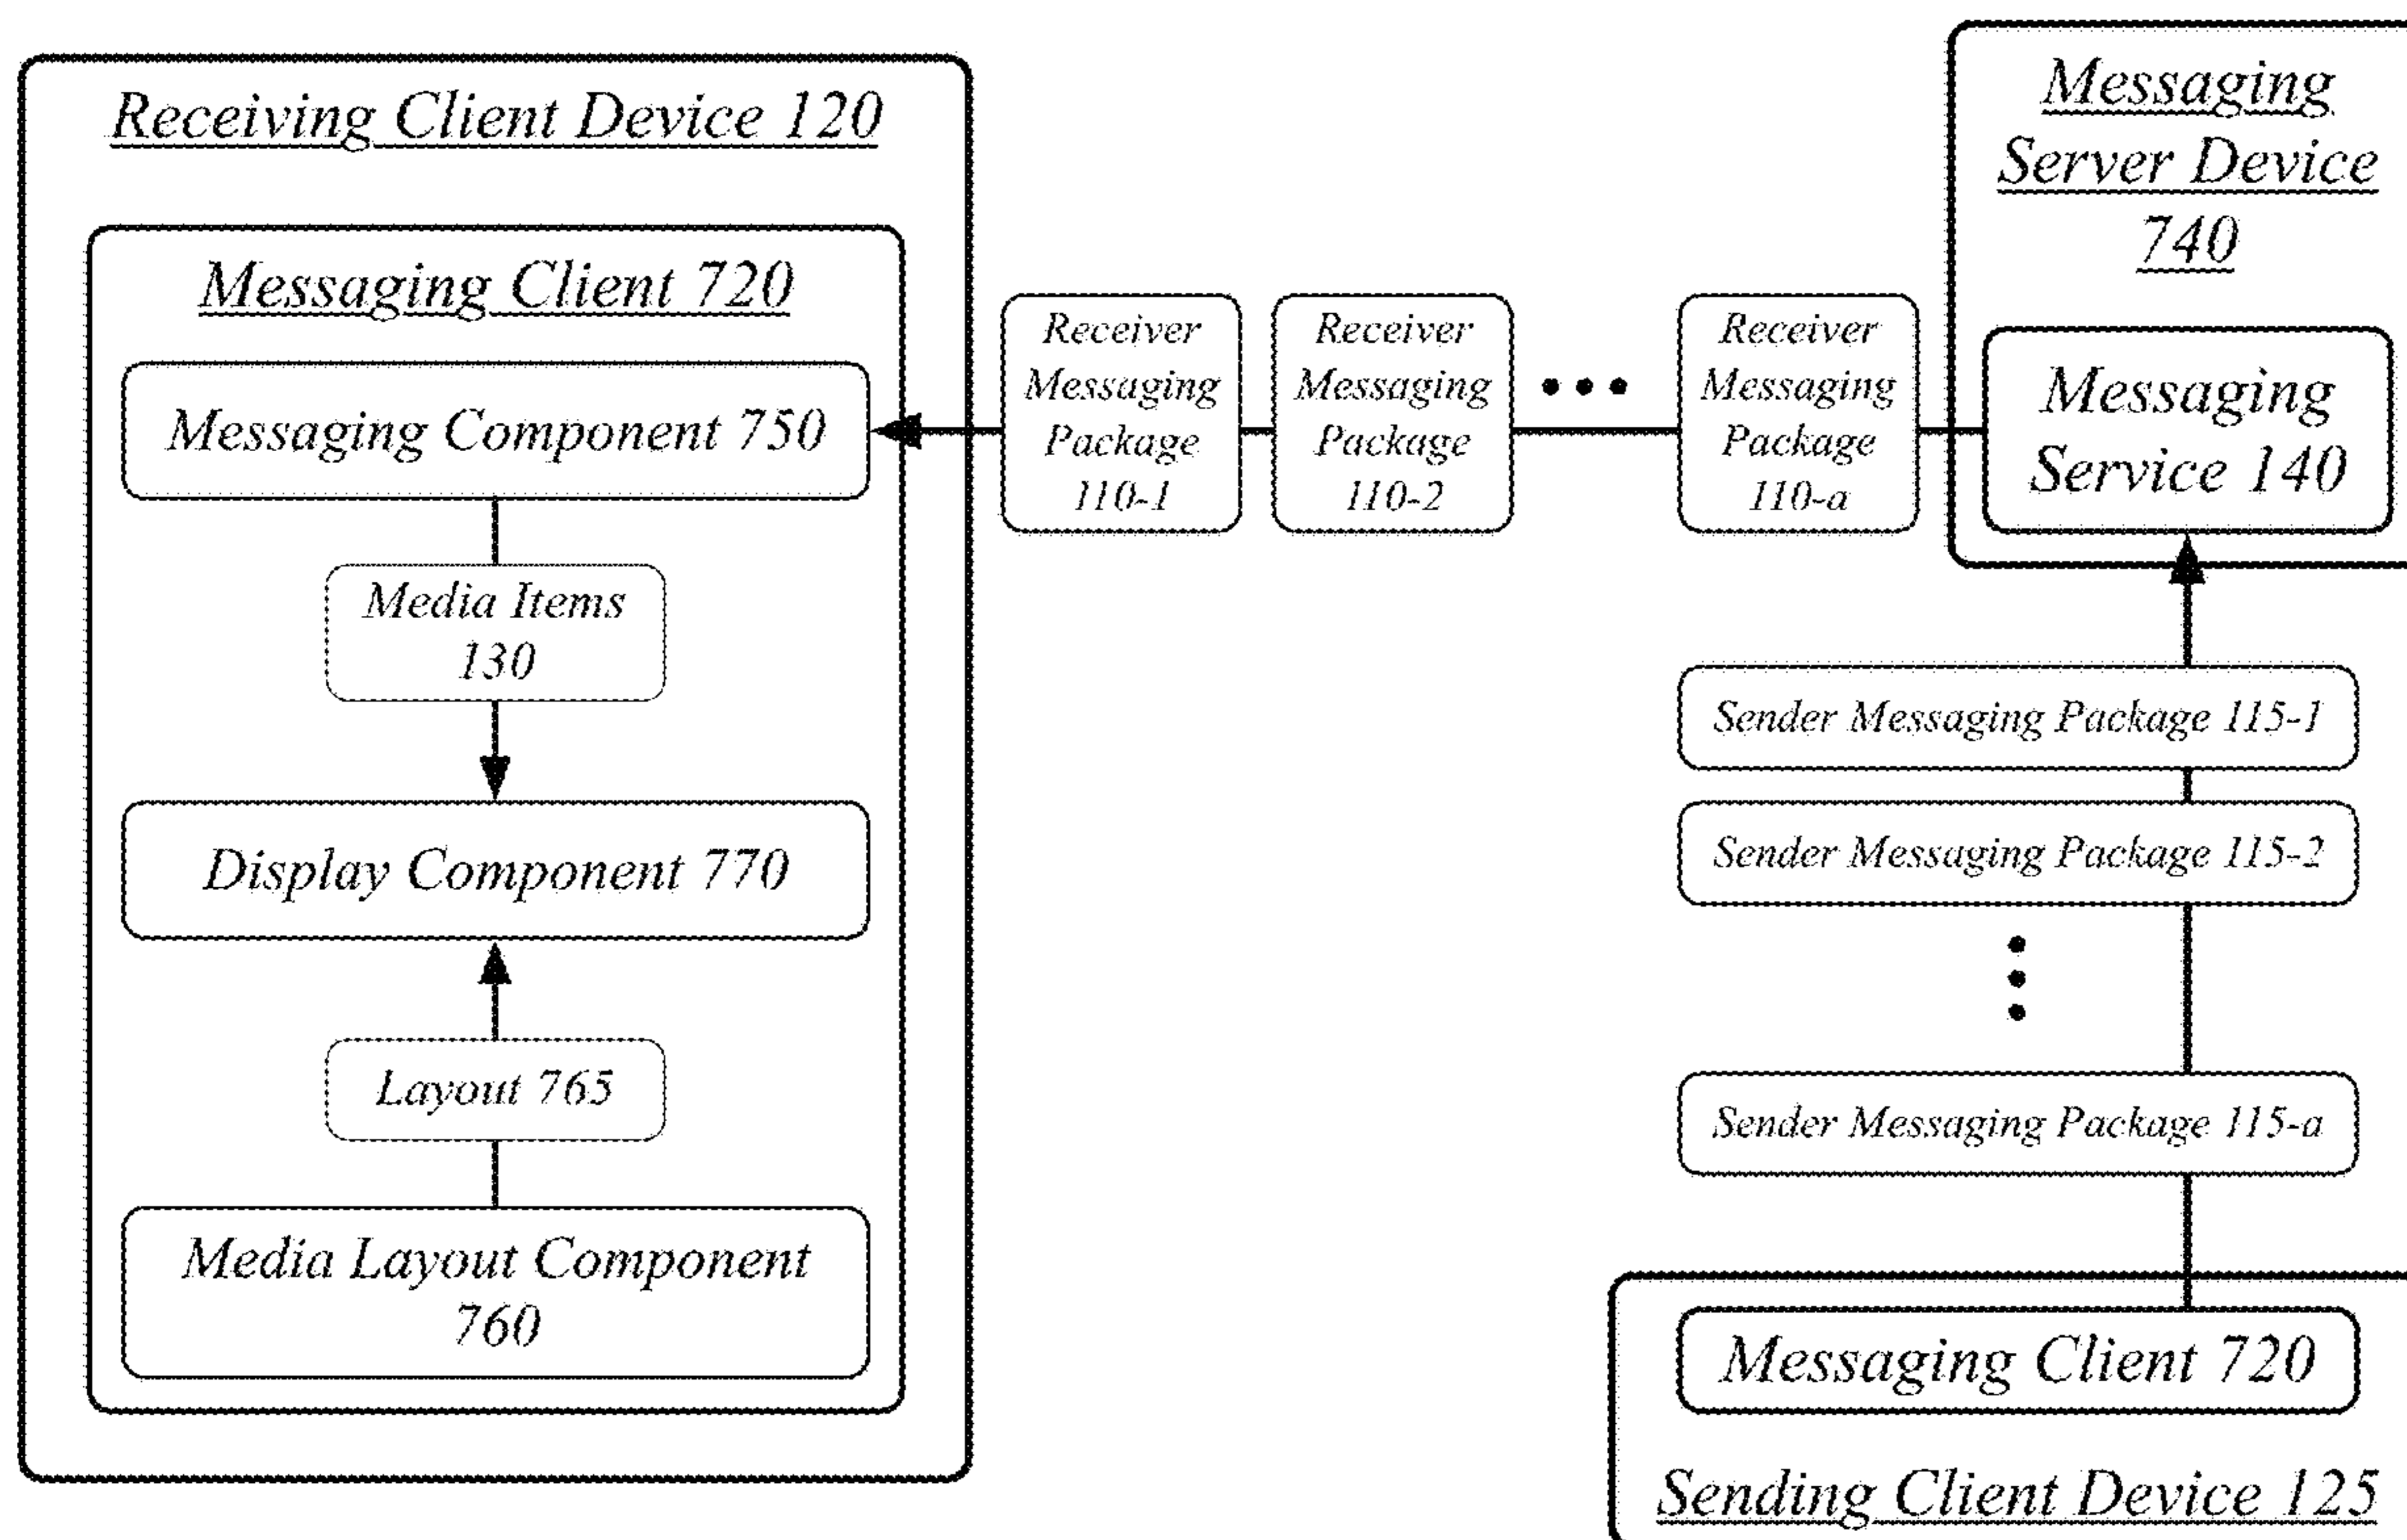 Receiving Client Device 120
Messaging Client 720
Messaging Component 750
Media Items
130
Display Component 770
Layout 765
Media Layout Component
760
Receiver
Messaging
Package
110-1
Receiver
Messaging
Package
110-2
Receiver
Messaging
Package
110-a
Messaging
Server Device
740
Messaging
Service 140
Sender Messaging Package 115-1
Sender Messaging Package 115-2
Sender Messaging Package 115-a
Messaging Client 720
Sending Client Device 125